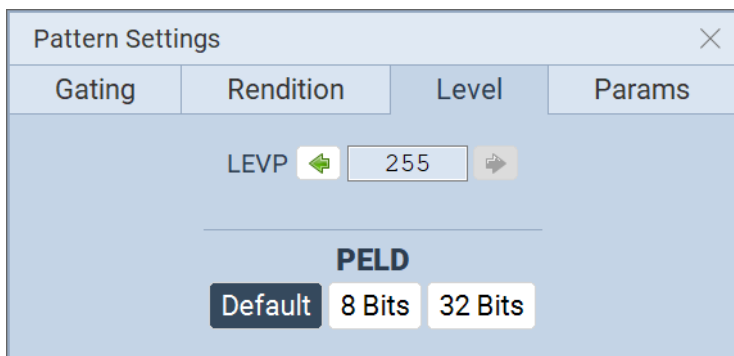 Pattern Settings
Gating Rendition Level Params
LEVP 255
PELD
Default 8 Bits 32 Bits